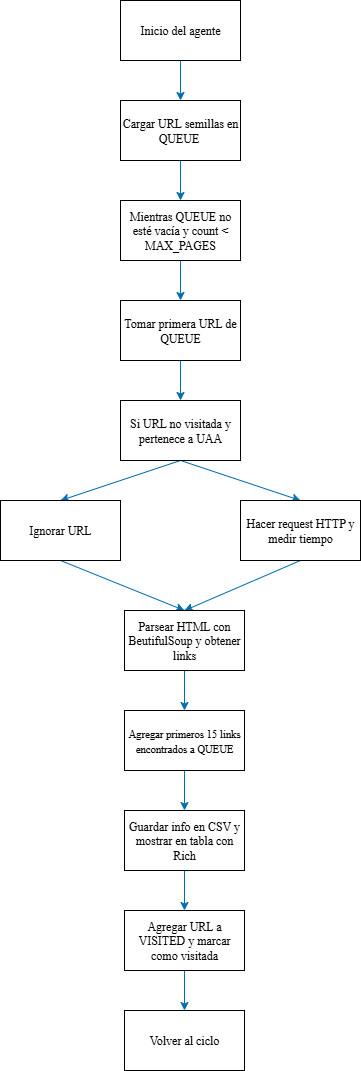 Inicio del agente
Cargar URL semillas en
QUEUE
Mientras QUEUE no
esté vacía y count <
MAX_PAGES
Tomar primera URL de
QUEUE
Si URL no visitada y
pertenece a UAA
Ignorar URL
Hacer request HTTP y
medir tiempo
Parsear HTML con
BeutifulSoup y obtener
links
Agregar primeros 15 links
encontrados a QUEUE
Guardar info en CSV y
mostrar en tabla con
Rich
Agregar URL a
VISITED y marcar
como visitada
Volver al ciclo